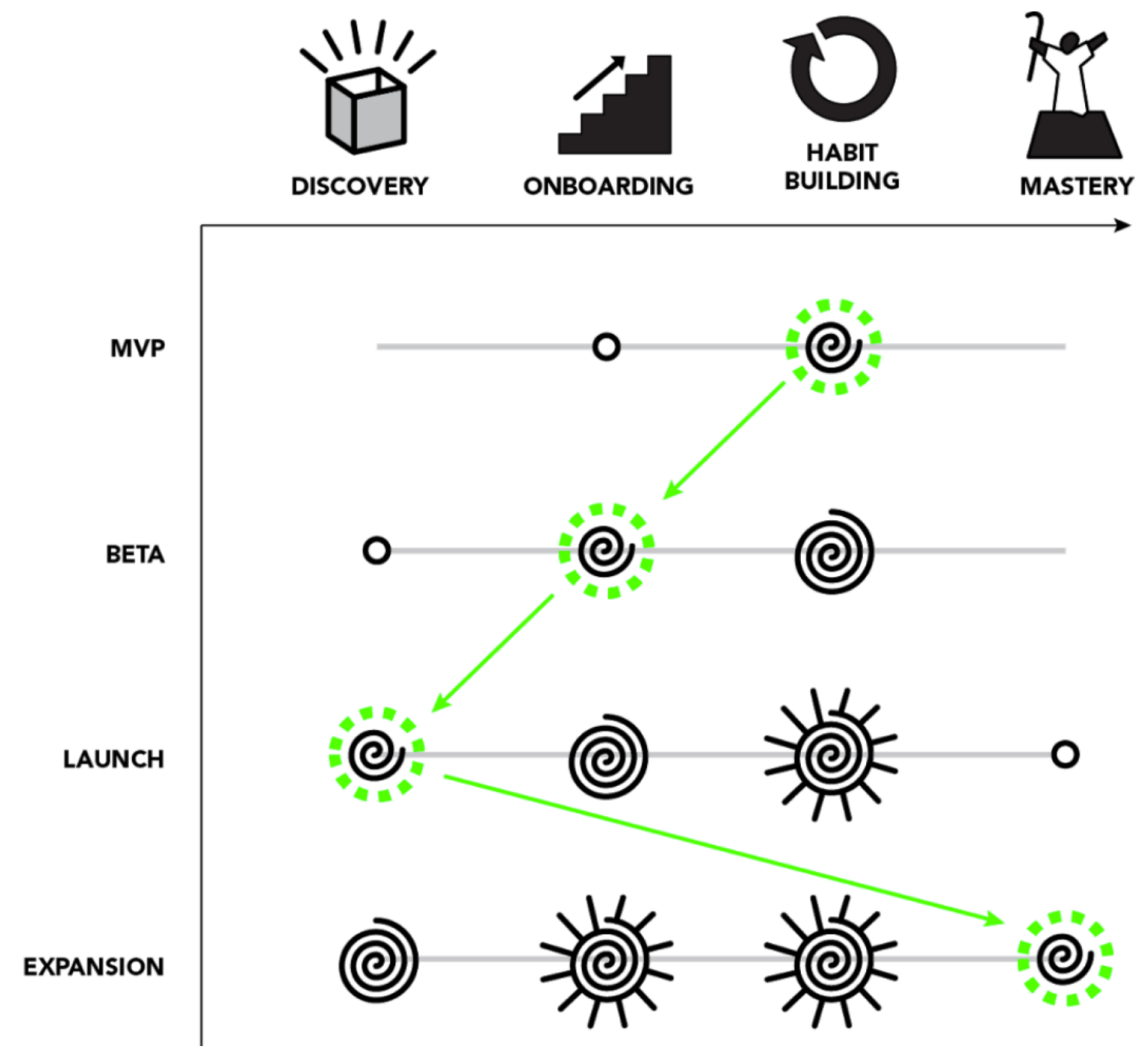 DISCOVERY
ONBOARDING
HABIT
BUILDING
MASTERY
MVP
BETA
LAUNCH
EXPANSION